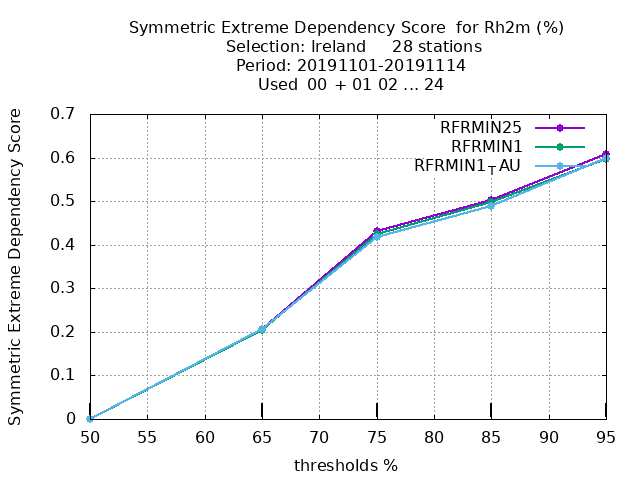 Symmetric Extreme Dependency Score for Rh2m (%)
Selection: Ireland 28 stations
Period: 20191101-20191114
Used 00 + 01 02 ... 24
Symmetric Extreme Dependency Score
0.7
0.6
0.5
0.4
0.3
0.2
0.1
0
RFRMIN25
RFRMIN1
RFRMIN1TAU
50 55 60 65 70 75 80 85 90 95
thresholds %